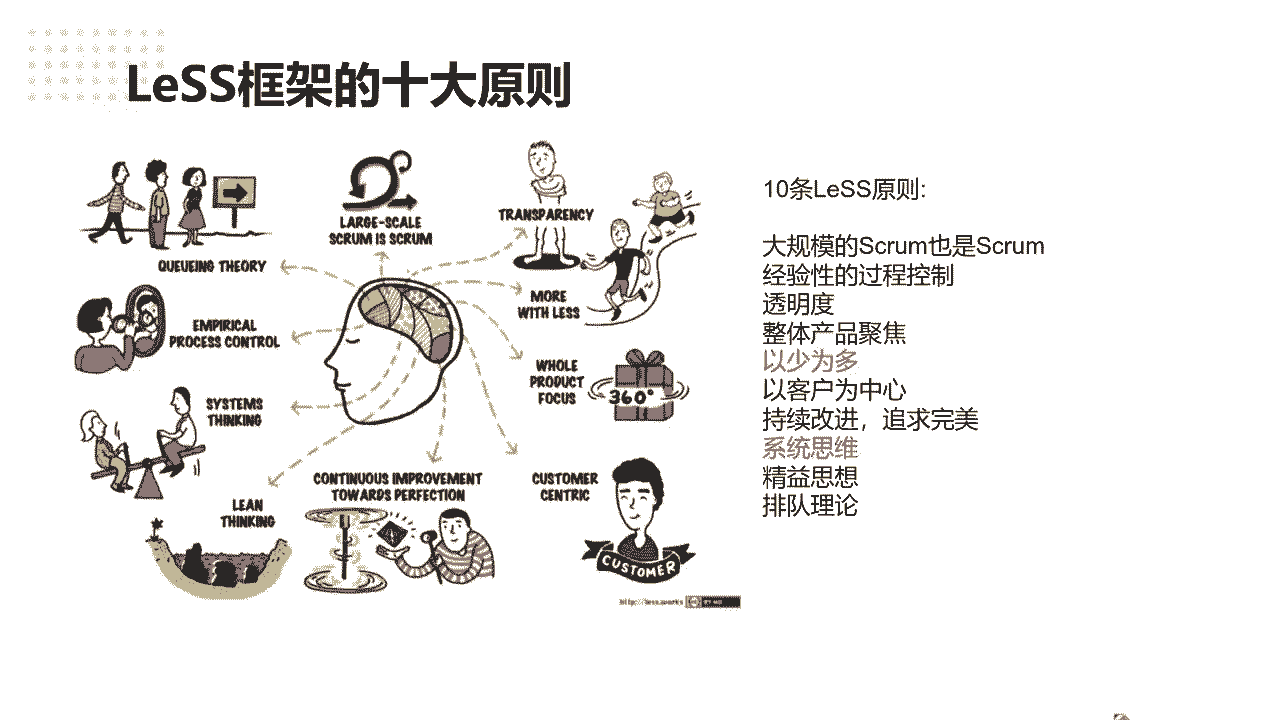 LeSS框架的十大原则
QUEUEING THEORY
LARGE-SCALE
SCRUM IS SCRUM
TRANSPARENCY
MORE
WITH LESS
EMPIRICAL
PROCESS CONTROL
WHOLE
PRODUCT
FOCUS
360°
SYSTEMS
THINKING
LEAN
THINKING
CONTINUOUS IMPROVEMENT
TOWARDS PERFECTION
CUSTOMER
CENTRIC
CUSTOMER
http://less.works
10条LeSS原则:
大规模的Scrum也是Scrum
经验性的过程控制
透明度
整体产品聚焦
以少为多
以客户为中心
持续改进，追求完美
系统思维
精益思想
排队理论